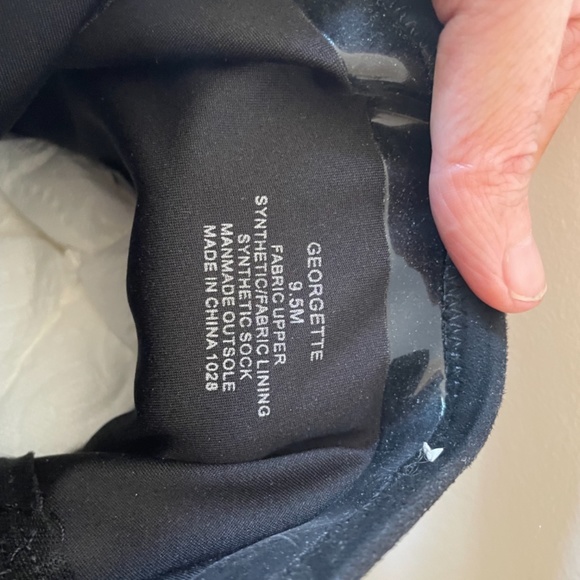 GEORGETTE
9.5M
FABRIC UPPER
SYNTHETIC/FABRIC LINING
SYNTHETIC SOCK
MANMADE OUTSOLE
MADE IN CHINA 1028